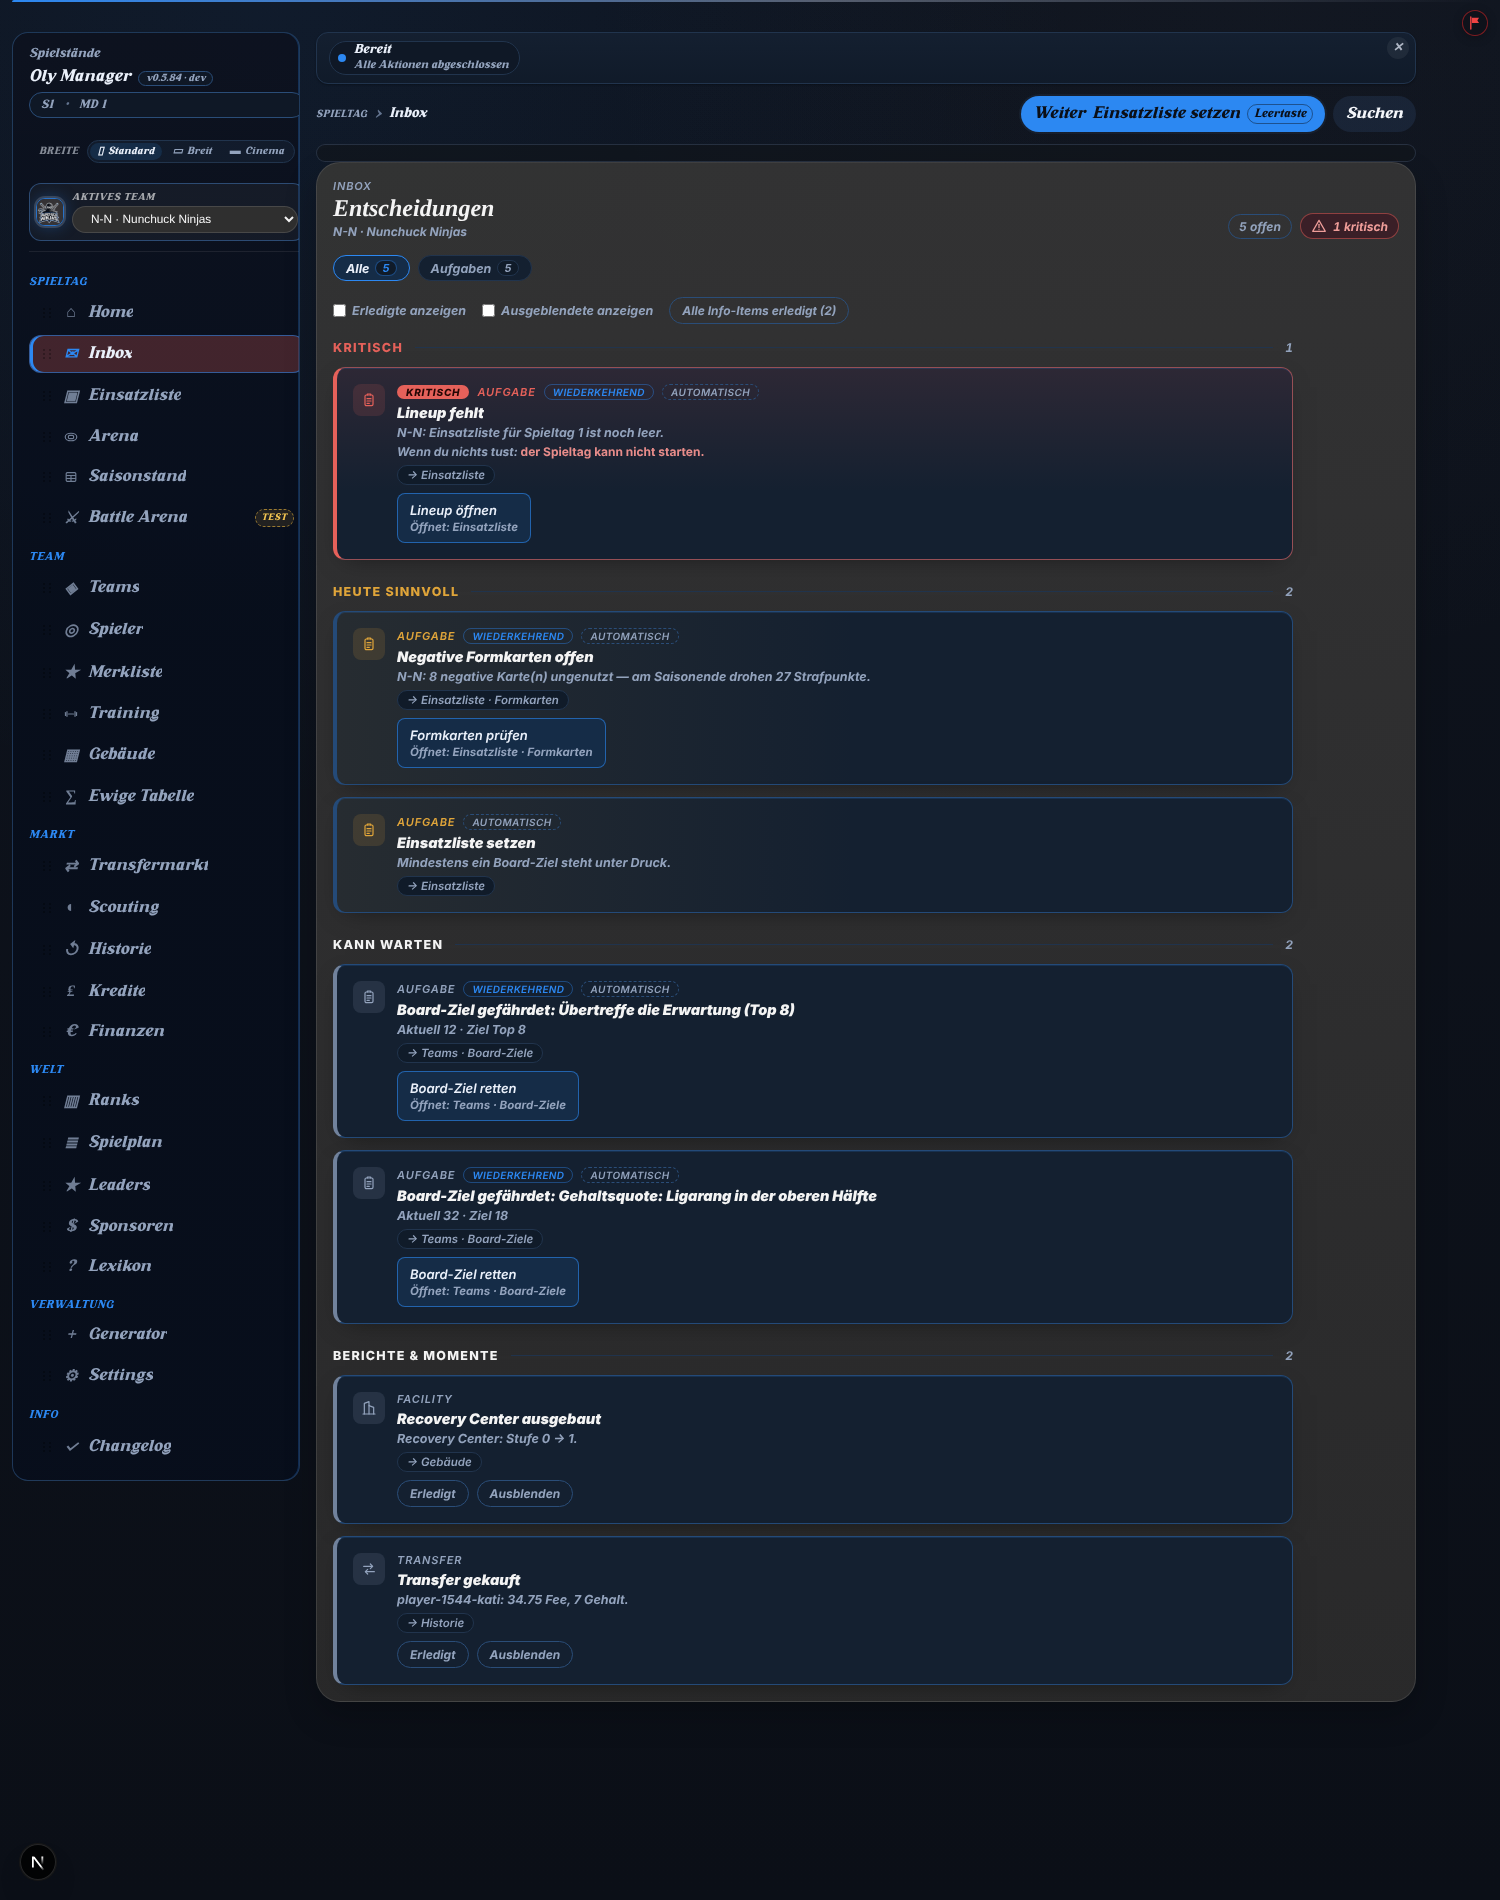 Spielstände
Oly Manager v0.5.84 · dev
S1 · MD 1
BREITE Standard Breit Cinema
AKTIVES TEAM
N-N · Nunchuck Ninjas
SPIELTAG
Home
Inbox
Einsatzliste
Arena
Saisonstand
Battle Arena TEST
TEAM
Teams
Spieler
Merkliste
Training
Gebäude
Ewige Tabelle
MARKT
Transfermarkt
Scouting
Historie
Kredite
Finanzen
WELT
Ranks
Spielplan
Leaders
Sponsoren
Lexikon
VERWALTUNG
Generator
Settings
INFO
Changelog
Bereit
Alle Aktionen abgeschlossen
SPIELTAG › Inbox
Weiter Einsatzliste setzen Leertaste
Suchen
INBOX
Entscheidungen
N-N · Nunchuck Ninjas
5 offen
1 kritisch
Alle 5
Aufgaben 5
Erledigte anzeigen
Ausgeblendete anzeigen
Alle Info-Items erledigt (2)
KRITISCH 1
KRITISCH AUFGABE WIEDERKEHREND AUTOMATISCH
Lineup fehlt
N-N: Einsatzliste für Spieltag 1 ist noch leer.
Wenn du nichts tust: der Spieltag kann nicht starten.
→ Einsatzliste
Lineup öffnen
Öffnet: Einsatzliste
HEUTE SINNVOLL 2
AUFGABE WIEDERKEHREND AUTOMATISCH
Negative Formkarten offen
N-N: 8 negative Karte(n) ungenutzt — am Saisonende drohen 27 Strafpunkte.
→ Einsatzliste · Formkarten
Formkarten prüfen
Öffnet: Einsatzliste · Formkarten
AUFGABE AUTOMATISCH
Einsatzliste setzen
Mindestens ein Board-Ziel steht unter Druck.
→ Einsatzliste
KANN WARTEN 2
AUFGABE WIEDERKEHREND AUTOMATISCH
Board-Ziel gefährdet: Übertreffe die Erwartung (Top 8)
Aktuell 12 · Ziel Top 8
→ Teams · Board-Ziele
Board-Ziel retten
Öffnet: Teams · Board-Ziele
AUFGABE WIEDERKEHREND AUTOMATISCH
Board-Ziel gefährdet: Gehaltsquote: Ligarang in der oberen Hälfte
Aktuell 32 · Ziel 18
→ Teams · Board-Ziele
Board-Ziel retten
Öffnet: Teams · Board-Ziele
BERICHTE & MOMENTE 2
FACILITY
Recovery Center ausgebaut
Recovery Center: Stufe 0 → 1.
→ Gebäude
Erledigt
Ausblenden
TRANSFER
Transfer gekauft
player-1544-kati: 34.75 Fee, 7 Gehalt.
→ Historie
Erledigt
Ausblenden
N